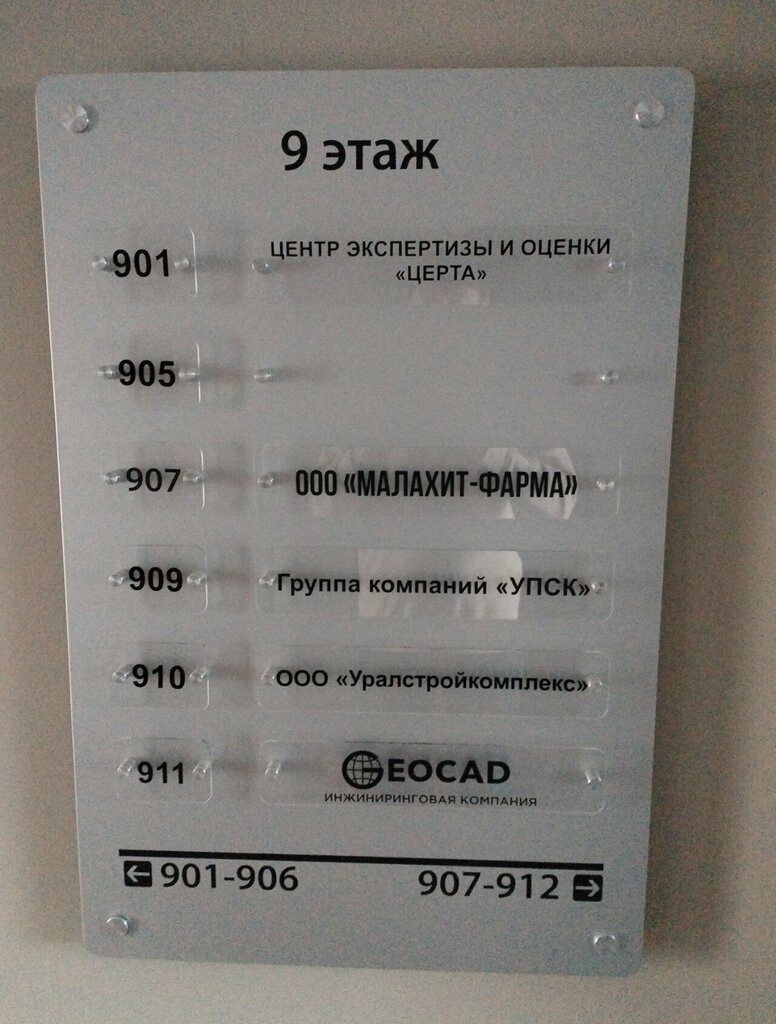 9 этаж
901 ЦЕНТР ЭКСПЕРТИЗЫ И ОЦЕНКИ
«ЦЕРТА»
905
907 ООО «МАЛАХИТ-ФАРМА»
909 Группа компаний «УПСК»
910 ООО «Уралстройкомплекс»
911 GEOCAD
ИНЖИНИРИНГОВАЯ КОМПАНИЯ
← 901-906 907-912 →